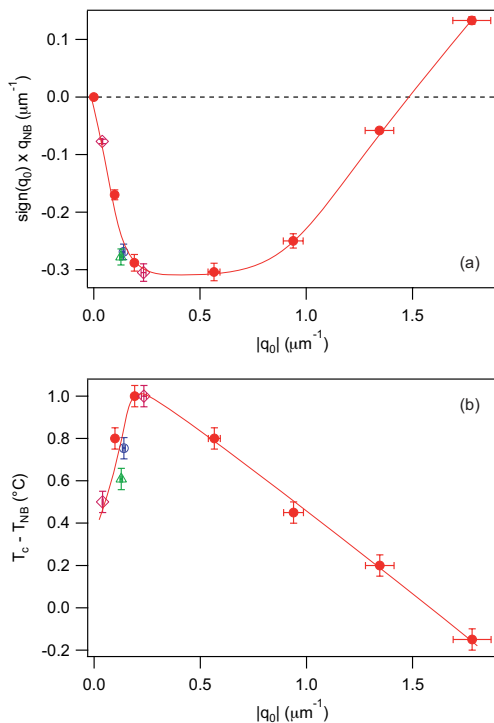 0.1
0.0
-0.1
-0.2
-0.3
sign(q0) x qNB (μm-1)
(a)
0.0 0.5 1.0 1.5
|q0| (μm-1)
1.0
0.8
0.6
0.4
0.2
0.0
-0.2
Tc - TNB (°C)
(b)
0.0 0.5 1.0 1.5
|q0| (μm-1)